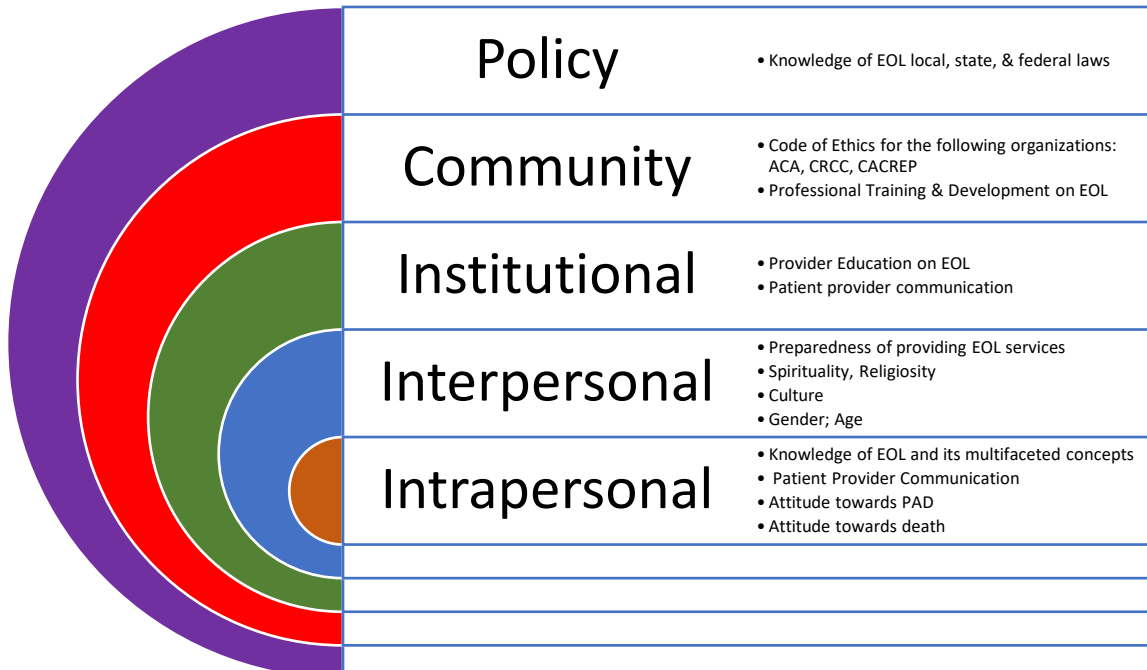 Policy
• Knowledge of EOL local, state, & federal laws
Community
• Code of Ethics for the following organizations:
ACA, CRCC, CACREP
• Professional Training & Development on EOL
Institutional
• Provider Education on EOL
• Patient provider communication
Interpersonal
• Preparedness of providing EOL services
• Spirituality, Religiosity
• Culture
• Gender; Age
Intrapersonal
• Knowledge of EOL and its multifaceted concepts
• Patient Provider Communication
• Attitude towards PAD
• Attitude towards death